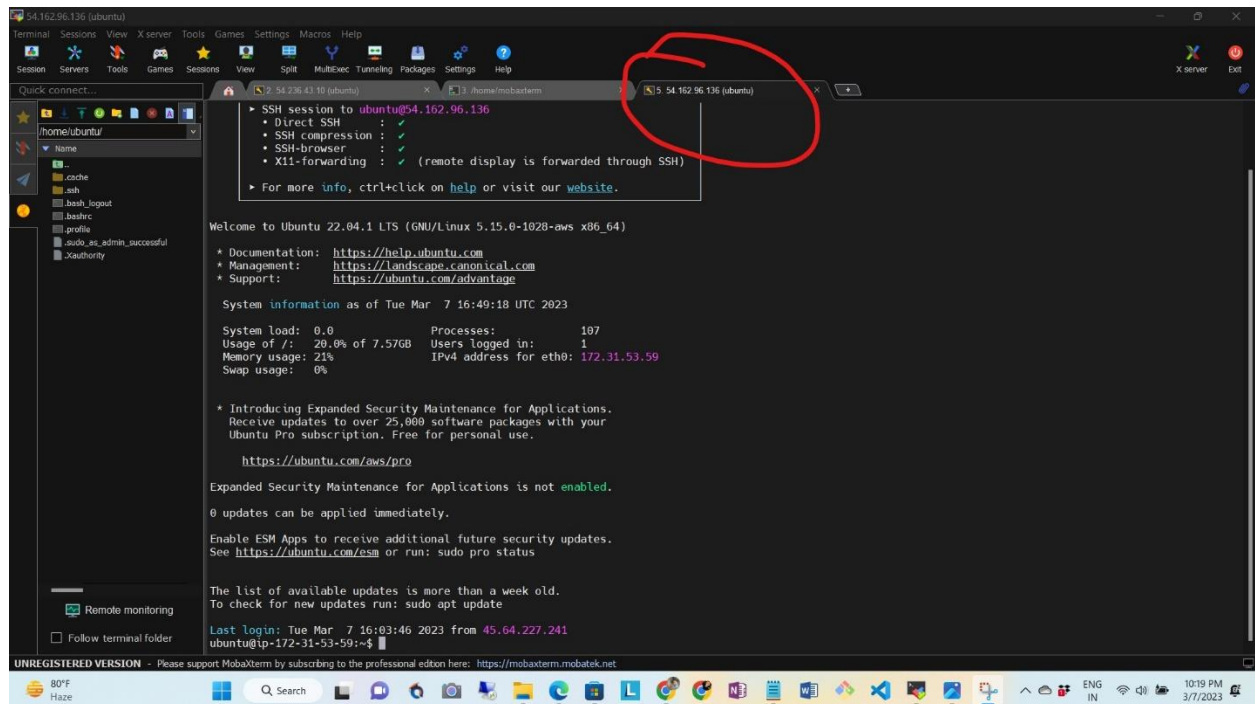 54.162.96.136 (ubuntu)
Terminal Sessions View X server Tools Games Settings Macros Help
Session Servers Tools Games Sessions View Split MultiExec Tunneling Packages Settings Help X server Exit
Quick connect... 2. 54.236.43.10 (ubuntu) 3. /home/mobaxterm 5. 54.162.96.136 (ubuntu)
/home/ubuntu/
Name
..
.cache
.ssh
.bash_logout
.bashrc
.profile
.sudo_as_admin_successful
.Xauthority
Remote monitoring
Follow terminal folder
▸ SSH session to ubuntu@54.162.96.136
• Direct SSH : ✔
• SSH compression : ✔
• SSH-browser : ✔
• X11-forwarding : ✔ (remote display is forwarded through SSH)
▸ For more info, ctrl+click on help or visit our website.
Welcome to Ubuntu 22.04.1 LTS (GNU/Linux 5.15.0-1028-aws x86_64)
* Documentation: https://help.ubuntu.com
* Management: https://landscape.canonical.com
* Support: https://ubuntu.com/advantage
System information as of Tue Mar 7 16:49:18 UTC 2023
System load: 0.0 Processes: 107
Usage of /: 20.0% of 7.57GB Users logged in: 1
Memory usage: 21% IPv4 address for eth0: 172.31.53.59
Swap usage: 0%
* Introducing Expanded Security Maintenance for Applications.
Receive updates to over 25,000 software packages with your
Ubuntu Pro subscription. Free for personal use.
https://ubuntu.com/aws/pro
Expanded Security Maintenance for Applications is not enabled.
0 updates can be applied immediately.
Enable ESM Apps to receive additional future security updates.
See https://ubuntu.com/esm or run: sudo pro status
The list of available updates is more than a week old.
To check for new updates run: sudo apt update
Last login: Tue Mar 7 16:03:46 2023 from 45.64.227.241
ubuntu@ip-172-31-53-59:~$
UNREGISTERED VERSION - Please support MobaXterm by subscribing to the professional edition here: https://mobaxterm.mobatek.net
80°F
Haze
Search
ENG
IN
10:19 PM
3/7/2023